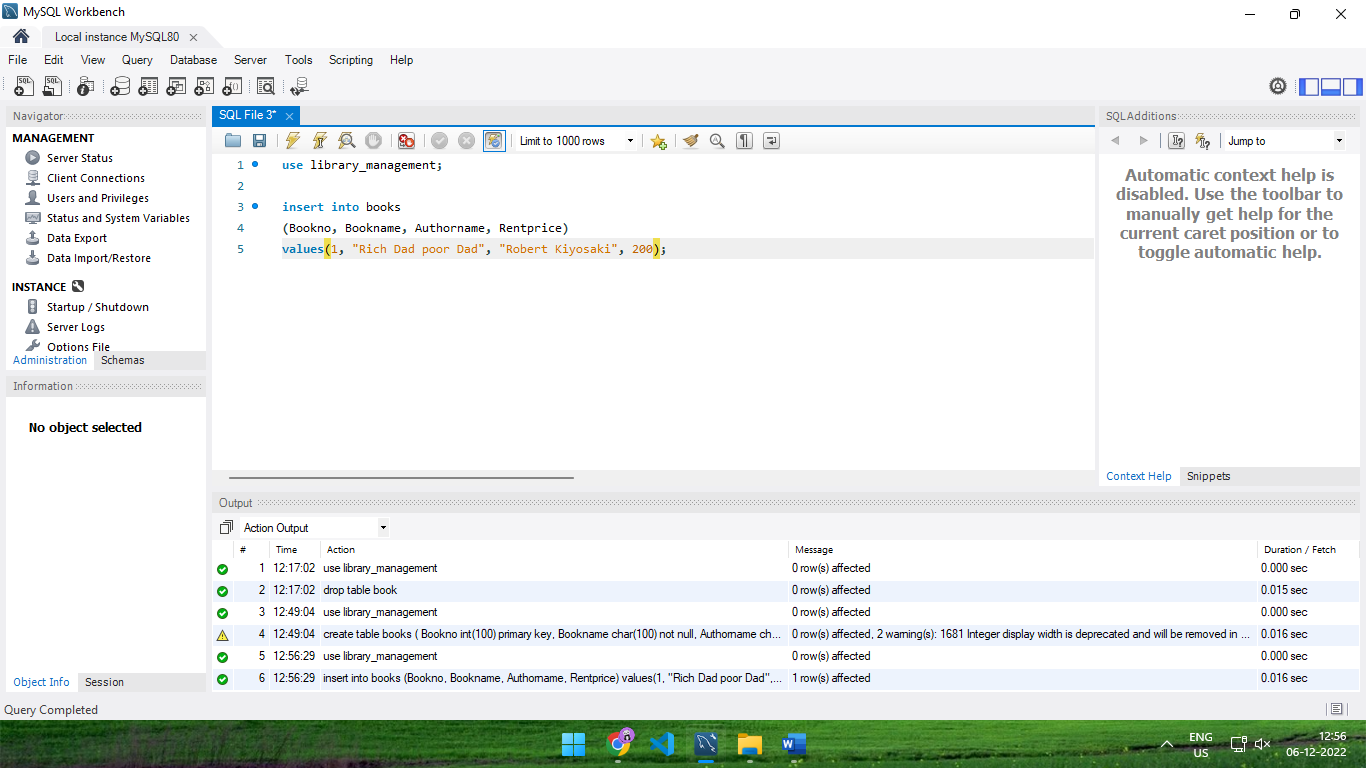 MySQL Workbench
Local instance MySQL80
File Edit View Query Database Server Tools Scripting Help
Navigator
MANAGEMENT
Server Status
Client Connections
Users and Privileges
Status and System Variables
Data Export
Data Import/Restore
INSTANCE
Startup / Shutdown
Server Logs
Options File
Administration Schemas
Information
No object selected
Object Info Session
SQL File 3*
Limit to 1000 rows
1 use library_management;
2
3 insert into books
4 (Bookno, Bookname, Authorname, Rentprice)
5 values(1, "Rich Dad poor Dad", "Robert Kiyosaki", 200);
SQLAdditions
Jump to
Automatic context help is
disabled. Use the toolbar to
manually get help for the
current caret position or to
toggle automatic help.
Context Help Snippets
Output
Action Output
# Time Action Message Duration / Fetch
1 12:17:02 use library_management 0 row(s) affected 0.000 sec
2 12:17:02 drop table book 0 row(s) affected 0.015 sec
3 12:49:04 use library_management 0 row(s) affected 0.000 sec
4 12:49:04 create table books ( Bookno int(100) primary key, Bookname char(100) not null, Authorname ch... 0 row(s) affected, 2 warning(s): 1681 Integer display width is deprecated and will be removed in ... 0.016 sec
5 12:56:29 use library_management 0 row(s) affected 0.000 sec
6 12:56:29 insert into books (Bookno, Bookname, Authorname, Rentprice) values(1, "Rich Dad poor Dad",... 1 row(s) affected 0.016 sec
Query Completed
ENG
US
12:56
06-12-2022